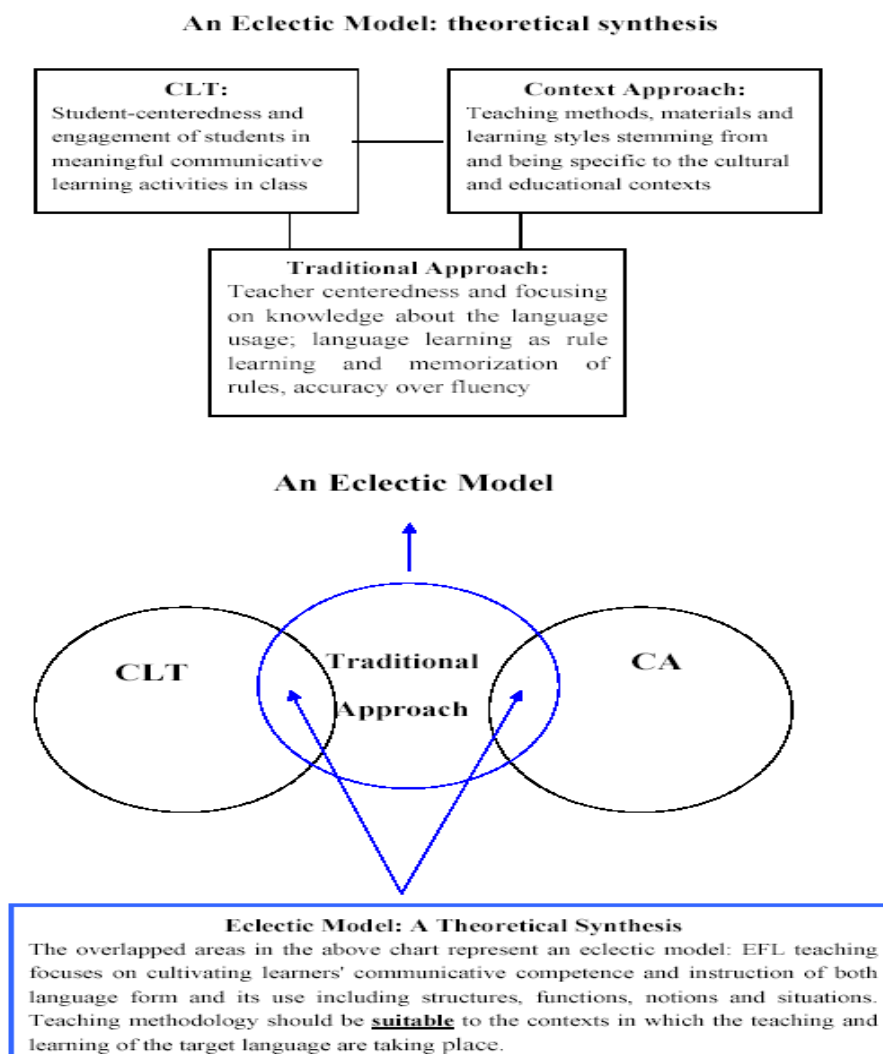 An Eclectic Model: theoretical synthesis
CLT:
Student-centeredness and
engagement of students in
meaningful communicative
learning activities in class
Context Approach:
Teaching methods, materials and
learning styles stemming from
and being specific to the cultural
and educational contexts
Traditional Approach:
Teacher centeredness and focusing
on knowledge about the language
usage; language learning as rule
learning and memorization of
rules, accuracy over fluency
An Eclectic Model
CLT
Traditional
Approach
CA
Eclectic Model: A Theoretical Synthesis
The overlapped areas in the above chart represent an eclectic model: EFL teaching
focuses on cultivating learners' communicative competence and instruction of both
language form and its use including structures, functions, notions and situations.
Teaching methodology should be suitable to the contexts in which the teaching and
learning of the target language are taking place.